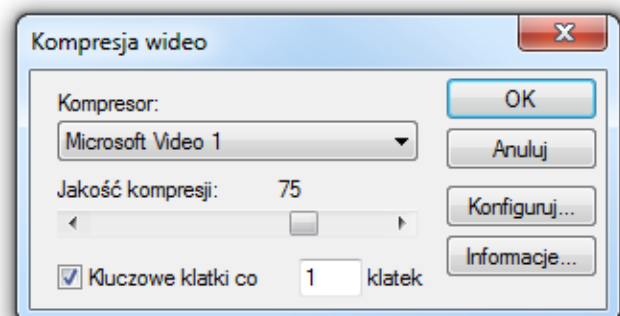 Kompresja wideo
Kompresor:
Microsoft Video 1
Jakość kompresji: 75
Kluczowe klatki co 1 klatek
OK
Anuluj
Konfiguruj...
Informacje...